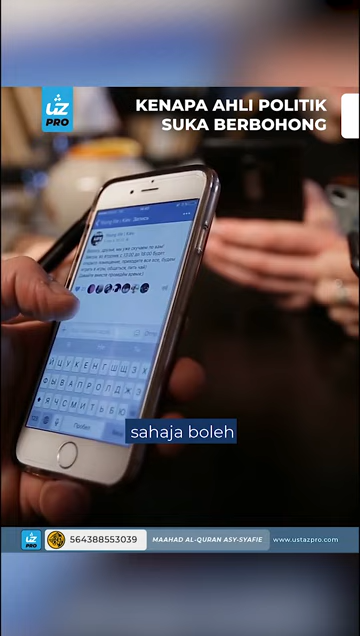 UZ
PRO
KENAPA AHLI POLITIK
SUKA BERBOHONG
Й Ц У К Е Н Г Ш Щ З Х
Ф Ы В А П Р О Л Д Ж Э
Я Ч С М И Т Ь Б Ю
sahaja boleh
UZ
PRO
564388553039
MAAHAD AL-QURAN ASY-SYAFIE
www.ustazpro.com